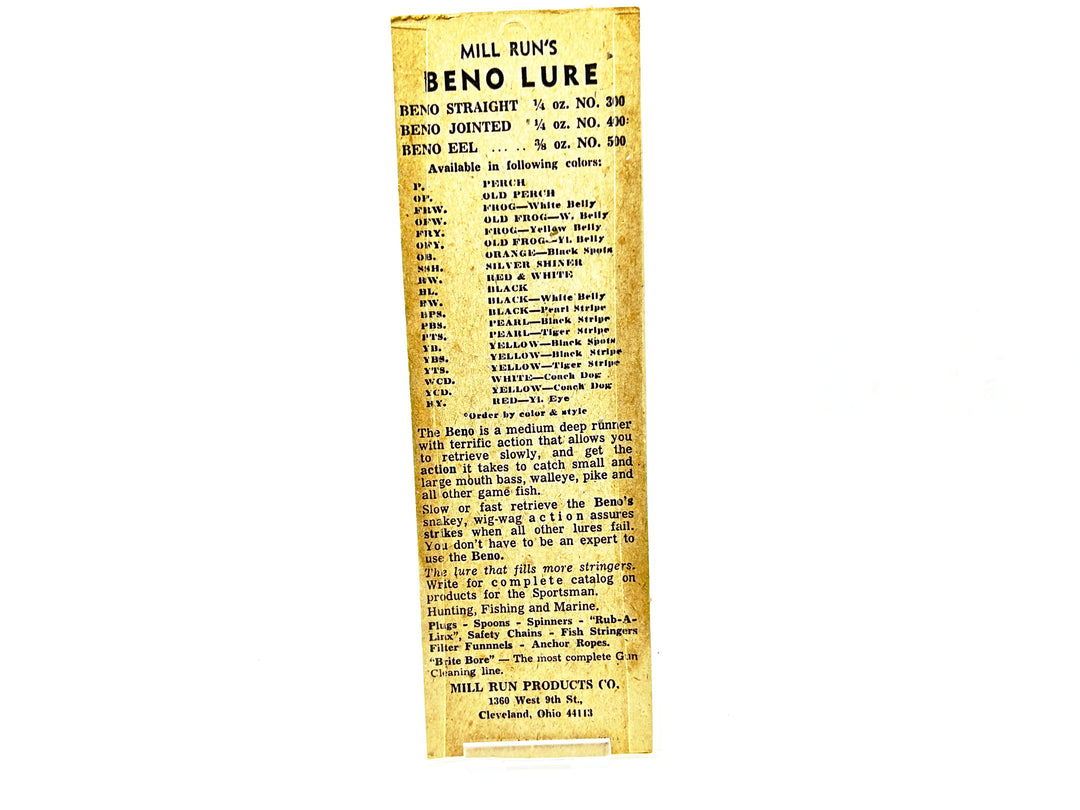 MILL RUN'S
BENO LURE
BENO STRAIGHT ¼ oz. NO. 300
BENO JOINTED ¼ oz. NO. 400
BENO EEL ... .. ⅜ oz. NO. 500
Available in following colors:
P. PERCH
OP. OLD PERCH
FRW. FROG—White Belly
OFW. OLD FROG—W. Belly
FRY. FROG—Yellow Belly
OFY. OLD FROG—Yl. Belly
OB. ORANGE—Black Spots
SSH. SILVER SHINER
RW. RED & WHITE
BL. BLACK
BW. BLACK—White Belly
BPS. BLACK—Pearl Stripe
PBS. PEARL—Black Stripe
PTS. PEARL—Tiger Stripe
YB. YELLOW—Black Spots
YBS. YELLOW—Black Stripe
YTS. YELLOW—Tiger Stripe
WCD. WHITE—Coach Dog
YCD. YELLOW—Coach Dog
RY. RED—Yl. Eye
*Order by color & style
The Beno is a medium deep runner
with terrific action that allows you
to retrieve slowly, and get the
action it takes to catch small and
large mouth bass, walleye, pike and
all other game fish.
Slow or fast retrieve the Beno's
snakey, wig-wag action assures
strikes when all other lures fail.
You don't have to be an expert to
use the Beno.
The lure that fills more stringers.
Write for complete catalog on
products for the Sportsman.
Hunting, Fishing and Marine.
Plugs - Spoons - Spinners - "Rub-A-
Linx", Safety Chains - Fish Stringers
Filter Funnnels - Anchor Ropes.
"Brite Bore" — The most complete Gun
Cleaning line.
MILL RUN PRODUCTS CO.
1360 West 9th St.,
Cleveland, Ohio 44113